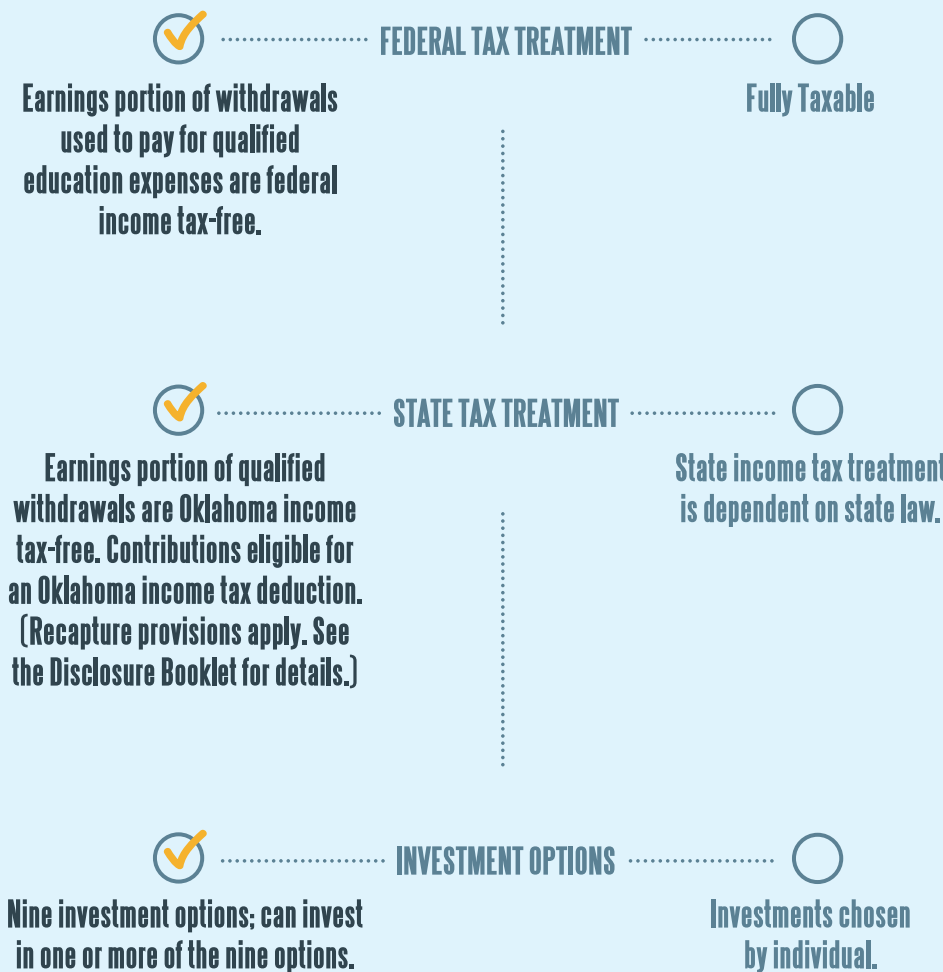 FEDERAL TAX TREATMENT
Earnings portion of withdrawals
used to pay for qualified
education expenses are federal
income tax-free.
Fully Taxable
STATE TAX TREATMENT
Earnings portion of qualified
withdrawals are Oklahoma income
tax-free. Contributions eligible for
an Oklahoma income tax deduction.
(Recapture provisions apply. See
the Disclosure Booklet for details.)
State income tax treatment
is dependent on state law.
INVESTMENT OPTIONS
Nine investment options; can invest
in one or more of the nine options.
Investments chosen
by individual.